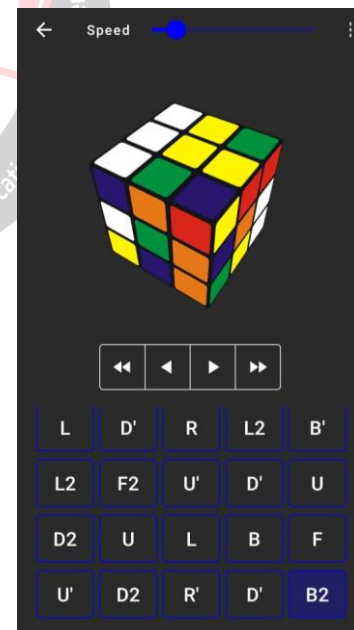 Speed
L D' R L2 B'
L2 F2 U' D' U
D2 U L B F
U' D2 R' D' B2